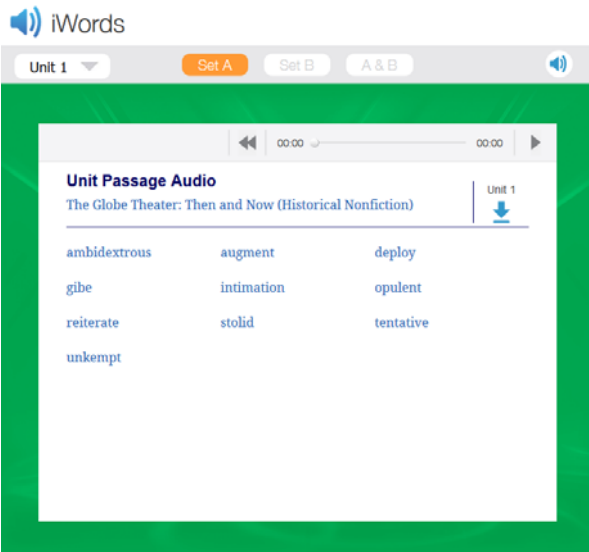 iWords
Unit 1 Set A Set B A & B
00:00 00:00
Unit Passage Audio
The Globe Theater: Then and Now (Historical Nonfiction)
Unit 1
ambidextrous augment deploy
gibe intimation opulent
reiterate stolid tentative
unkempt